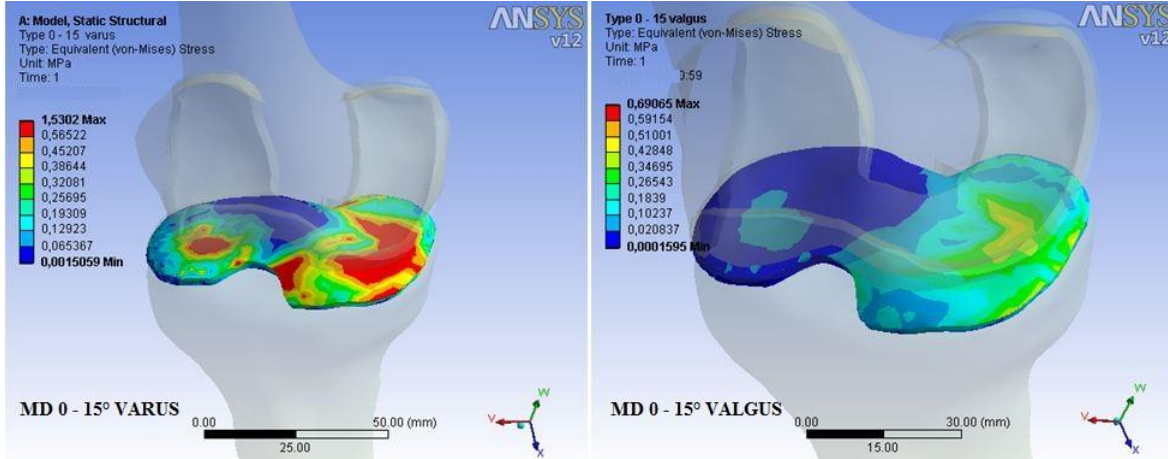 A: Model, Static Structural
Type 0 - 15 varus
Type: Equivalent (von-Mises) Stress
Unit: MPa
Time: 1
ANSYS
v12
1,5302 Max
0,56522
0,45207
0,38644
0,32081
0,25695
0,19309
0,12923
0,065367
0,0015059 Min
MD 0 - 15° VARUS
0.00
50.00 (mm)
25.00
Y
W
X
Type 0 - 15 valgus
Type: Equivalent (von-Mises) Stress
Unit: MPa
Time: 1
0:59
ANSYS
v12
0,69065 Max
0,59154
0,51001
0,42848
0,34695
0,26543
0,1839
0,10237
0,020837
0,0001595 Min
MD 0 - 15° VALGUS
0.00
30.00 (mm)
15.00
Y
W
X